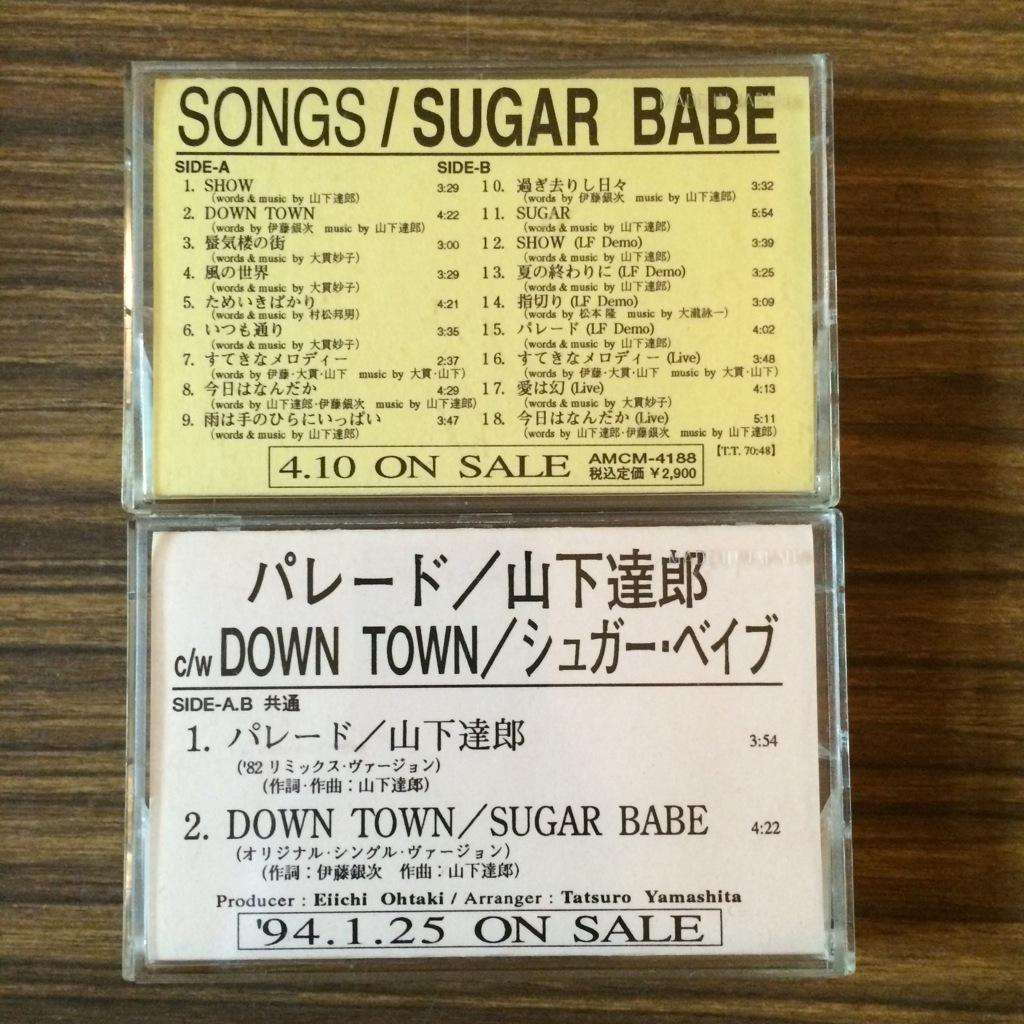 SONGS / SUGAR BABE
SIDE-A
1. SHOW 3:29
(words & music by 山下達郎)
2. DOWN TOWN 4:22
(words by 伊藤銀次 music by 山下達郎)
3. 蜃気楼の街 3:00
(words & music by 大貫妙子)
4. 風の世界 3:29
(words & music by 大貫妙子)
5. ためいきばかり 4:21
(words & music by 村松邦男)
6. いつも通り 3:35
(words & music by 大貫妙子)
7. すてきなメロディー 2:37
(words by 伊藤・大貫・山下 music by 大貫・山下)
8. 今日はなんだか 4:29
(words by 山下達郎・伊藤銀次 music by 山下達郎)
9. 雨は手のひらにいっぱい 3:47
(words & music by 山下達郎)
SIDE-B
10. 過ぎ去りし日々 3:32
(words by 伊藤銀次 music by 山下達郎)
11. SUGAR 5:54
(words & music by 山下達郎)
12. SHOW (LF Demo) 3:39
(words & music by 山下達郎)
13. 夏の終わりに (LF Demo) 3:25
(words & music by 山下達郎)
14. 指切り (LF Demo) 3:09
(words by 松本 隆 music by 大瀧詠一)
15. パレード (LF Demo) 4:02
(words & music by 山下達郎)
16. すてきなメロディー (Live) 3:48
(words by 伊藤・大貫・山下 music by 大貫・山下)
17. 愛は幻 (Live) 4:13
(words & music by 大貫妙子)
18. 今日はなんだか (Live) 5:11
(words by 山下達郎・伊藤銀次 music by 山下達郎)
【T.T. 70:48】
4.10 ON SALE AMCM-4188
税込定価 ¥2,900
パレード／山下達郎
c/w DOWN TOWN／シュガー・ベイブ
SIDE-A.B 共通
1. パレード／山下達郎 3:54
('82 リミックス・ヴァージョン)
(作詞・作曲：山下達郎)
2. DOWN TOWN／SUGAR BABE 4:22
(オリジナル・シングル・ヴァージョン)
(作詞：伊藤銀次 作曲：山下達郎)
Producer : Eiichi Ohtaki / Arranger : Tatsuro Yamashita
'94.1.25 ON SALE